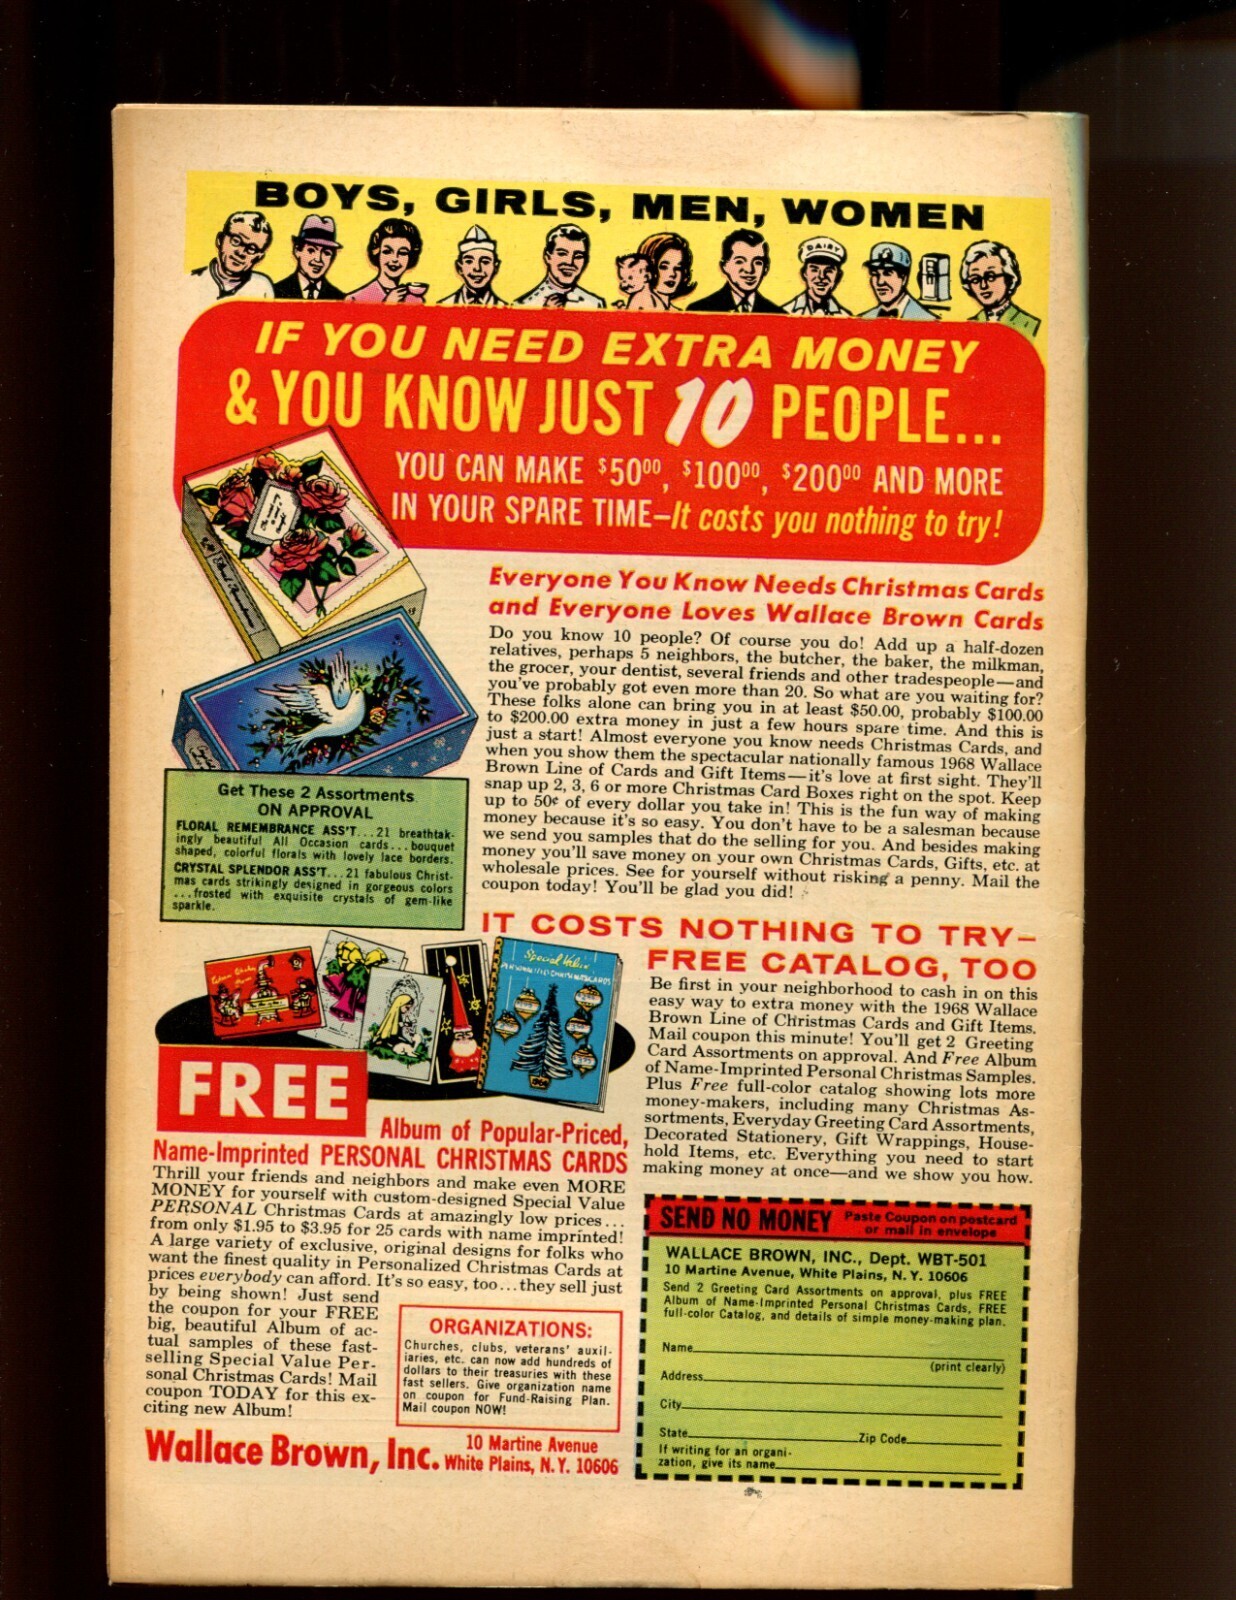 BOYS, GIRLS, MEN, WOMEN
DAIRY
IF YOU NEED EXTRA MONEY
& YOU KNOW JUST 10 PEOPLE...
YOU CAN MAKE $50⁰⁰, $100⁰⁰, $200⁰⁰ AND MORE
IN YOUR SPARE TIME—It costs you nothing to try!
Everyone You Know Needs Christmas Cards
and Everyone Loves Wallace Brown Cards
Do you know 10 people? Of course you do! Add up a half-dozen
relatives, perhaps 5 neighbors, the butcher, the baker, the milkman,
the grocer, your dentist, several friends and other tradespeople—and
you've probably got even more than 20. So what are you waiting for?
These folks alone can bring you in at least $50.00, probably $100.00
to $200.00 extra money in just a few hours spare time. And this is
just a start! Almost everyone you know needs Christmas Cards, and
when you show them the spectacular nationally famous 1968 Wallace
Brown Line of Cards and Gift Items—it's love at first sight. They'll
snap up 2, 3, 6 or more Christmas Card Boxes right on the spot. Keep
up to 50¢ of every dollar you take in! This is the fun way of making
money because it's so easy. You don't have to be a salesman because
we send you samples that do the selling for you. And besides making
money you'll save money on your own Christmas Cards, Gifts, etc. at
wholesale prices. See for yourself without risking a penny. Mail the
coupon today! You'll be glad you did!
Get These 2 Assortments
ON APPROVAL
FLORAL REMEMBRANCE ASS'T...21 breathtak-
ingly beautiful All Occasion cards...bouquet
shaped, colorful florals with lovely lace borders.
CRYSTAL SPLENDOR ASS'T...21 fabulous Christ-
mas cards strikingly designed in gorgeous colors
...frosted with exquisite crystals of gem-like
sparkle.
IT COSTS NOTHING TO TRY—
FREE CATALOG, TOO
Be first in your neighborhood to cash in on this
easy way to extra money with the 1968 Wallace
Brown Line of Christmas Cards and Gift Items.
Mail coupon this minute! You'll get 2 Greeting
Card Assortments on approval. And Free Album
of Name-Imprinted Personal Christmas Samples.
Plus Free full-color catalog showing lots more
money-makers, including many Christmas As-
sortments, Everyday Greeting Card Assortments,
Decorated Stationery, Gift Wrappings, House-
hold Items, etc. Everything you need to start
making money at once—and we show you how.
Special Value
PERSONALIZED CHRISTMAS CARDS
FREE
Album of Popular-Priced,
Name-Imprinted PERSONAL CHRISTMAS CARDS
Thrill your friends and neighbors and make even MORE
MONEY for yourself with custom-designed Special Value
PERSONAL Christmas Cards at amazingly low prices...
from only $1.95 to $3.95 for 25 cards with name imprinted!
A large variety of exclusive, original designs for folks who
want the finest quality in Personalized Christmas Cards at
prices everybody can afford. It's so easy, too...they sell just
by being shown! Just send
the coupon for your FREE
big, beautiful Album of ac-
tual samples of these fast-
selling Special Value Per-
sonal Christmas Cards! Mail
coupon TODAY for this ex-
citing new Album!
ORGANIZATIONS:
Churches, clubs, veterans' auxil-
iaries, etc. can now add hundreds of
dollars to their treasuries with these
fast sellers. Give organization name
on coupon for Fund-Raising Plan.
Mail coupon NOW!
Wallace Brown, Inc. 10 Martine Avenue
White Plains, N.Y. 10606
SEND NO MONEY Paste Coupon on postcard
or mail in envelope
WALLACE BROWN, INC., Dept. WBT-501
10 Martine Avenue, White Plains, N.Y. 10606
Send 2 Greeting Card Assortments on approval, plus FREE
Album of Name-Imprinted Personal Christmas Cards, FREE
full-color Catalog, and details of simple money-making plan.
Name
(print clearly)
Address
City
State Zip Code
If writing for an organi-
zation, give its name